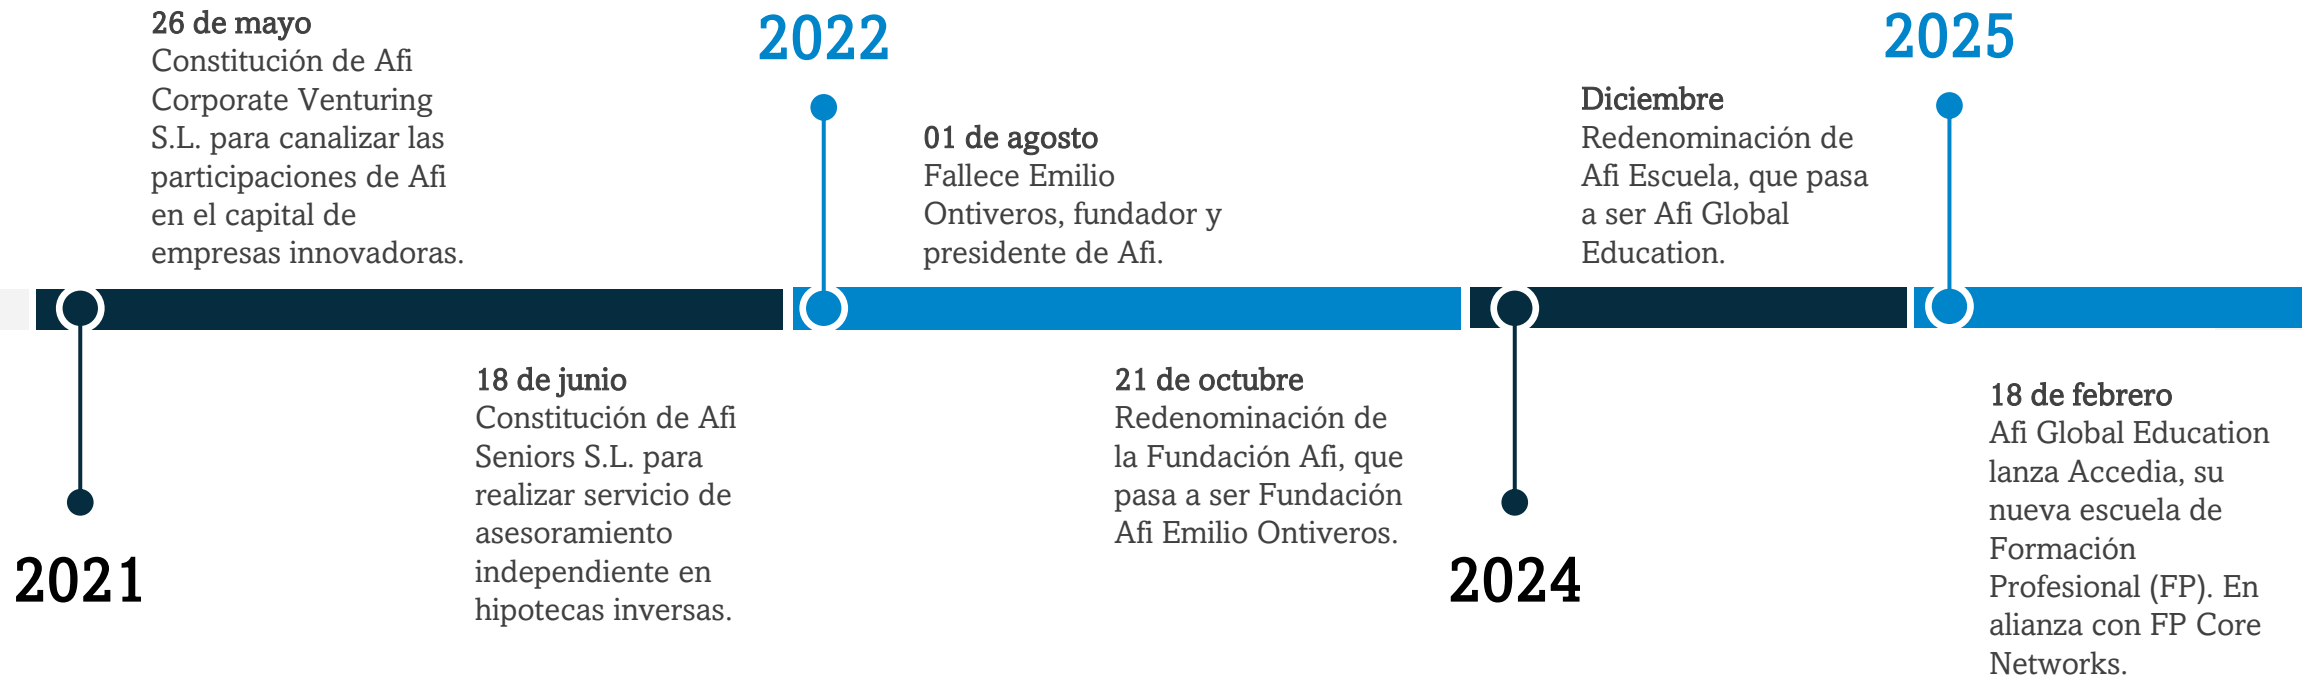 2021
26 de mayo
Constitución de Afi
Corporate Venturing
S.L. para canalizar las
participaciones de Afi
en el capital de
empresas innovadoras.
18 de junio
Constitución de Afi
Seniors S.L. para
realizar servicio de
asesoramiento
independiente en
hipotecas inversas.
2022
01 de agosto
Fallece Emilio
Ontiveros, fundador y
presidente de Afi.
21 de octubre
Redenominación de
la Fundación Afi, que
pasa a ser Fundación
Afi Emilio Ontiveros.
2024
Diciembre
Redenominación de
Afi Escuela, que pasa
a ser Afi Global
Education.
2025
18 de febrero
Afi Global Education
lanza Accedia, su
nueva escuela de
Formación
Profesional (FP). En
alianza con FP Core
Networks.